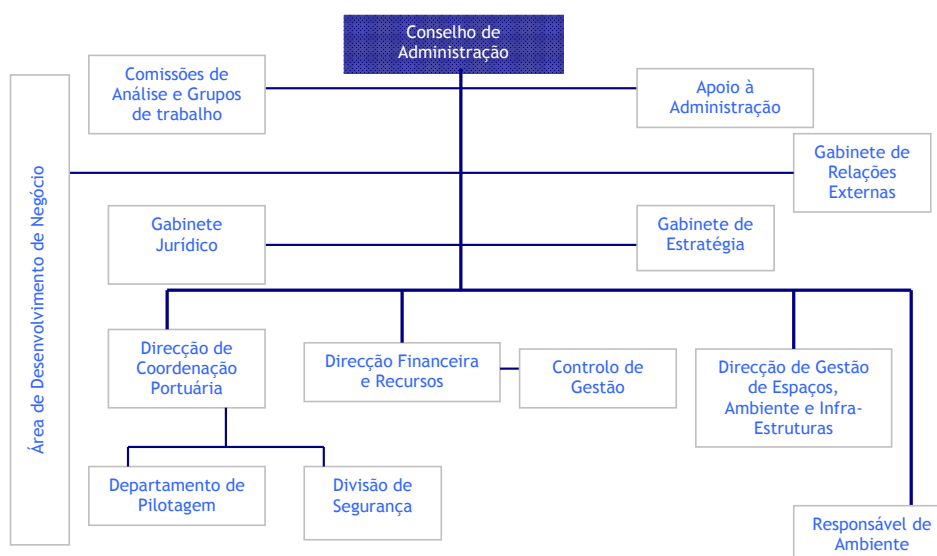 Conselho de
Administração
Comissões de
Análise e Grupos
de trabalho
Apoio à
Administração
Área de Desenvolvimento de Negócio
Gabinete de
Relações
Externas
Gabinete
Jurídico
Gabinete de
Estratégia
Direcção de
Coordenação
Portuária
Direcção Financeira
e Recursos
Controlo de
Gestão
Direcção de Gestão
de Espaços,
Ambiente e Infra-
Estruturas
Departamento de
Pilotagem
Divisão de
Segurança
Responsável de
Ambiente